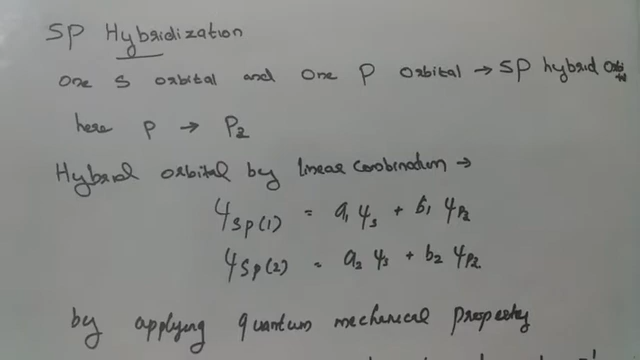 SP Hybridization
one S orbital and one P orbital → SP hybrid orbital
here P → Pz
Hybrid orbital by linear combination →
Ψsp(1) = a₁ Ψs + b₁ Ψpz
Ψsp(2) = a₂ Ψs + b₂ Ψpz
by applying quantum mechanical property